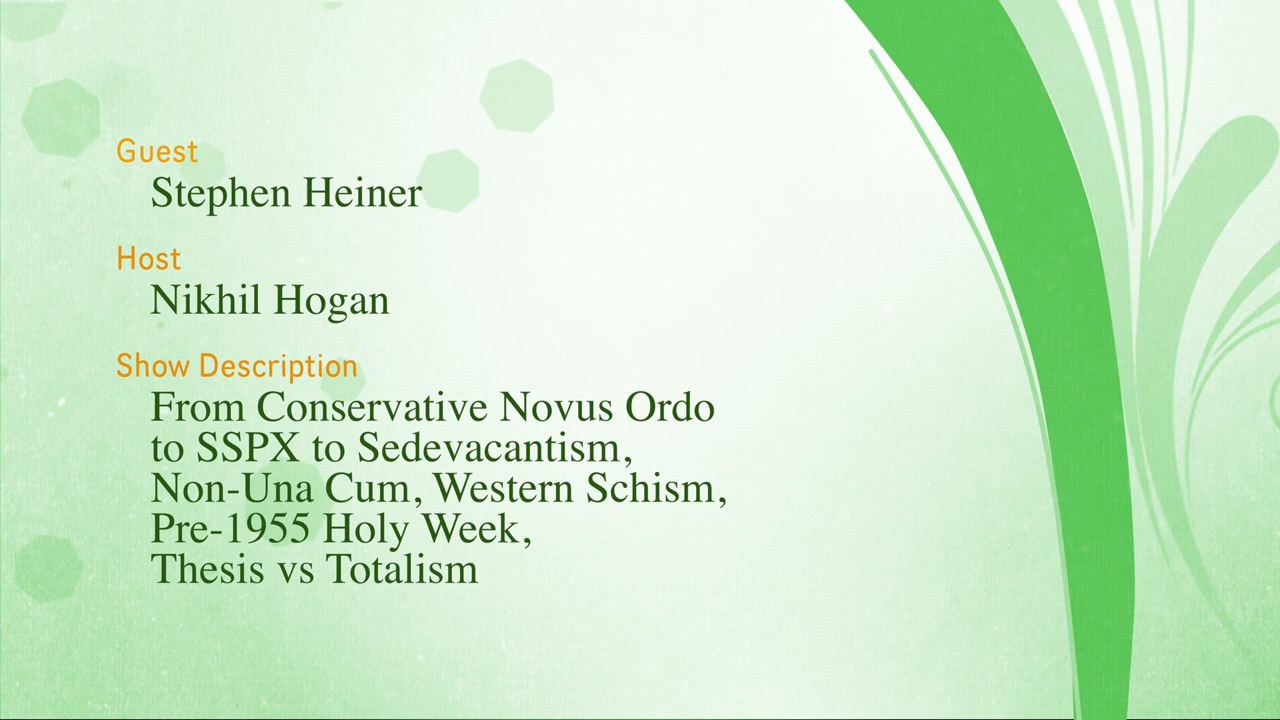 Guest
Stephen Heiner
Host
Nikhil Hogan
Show Description
From Conservative Novus Ordo
to SSPX to Sedevacantism,
Non-Una Cum, Western Schism,
Pre-1955 Holy Week,
Thesis vs Totalism